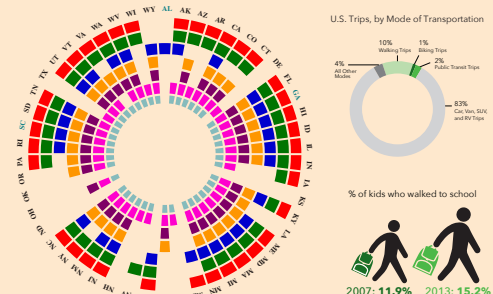 U.S. Trips, by Mode of Transportation
10%
Walking Trips
1%
Biking Trips
2%
Public Transit Trips
4%
All Other
Modes
83%
Car, Van, SUV,
and RV Trips
% of kids who walked to school
2007: 11.9%
2013: 15.2%
AL
AK
AZ
AR
CA
CO
CT
DE
FL
GA
HI
ID
IL
IN
IA
KS
KY
LA
ME
MD
MA
MI
MN
NH
NJ
NM
NY
NC
ND
OH
OK
OR
PA
RI
SC
SD
TN
TX
UT
VT
VA
WA
WV
WI
WY